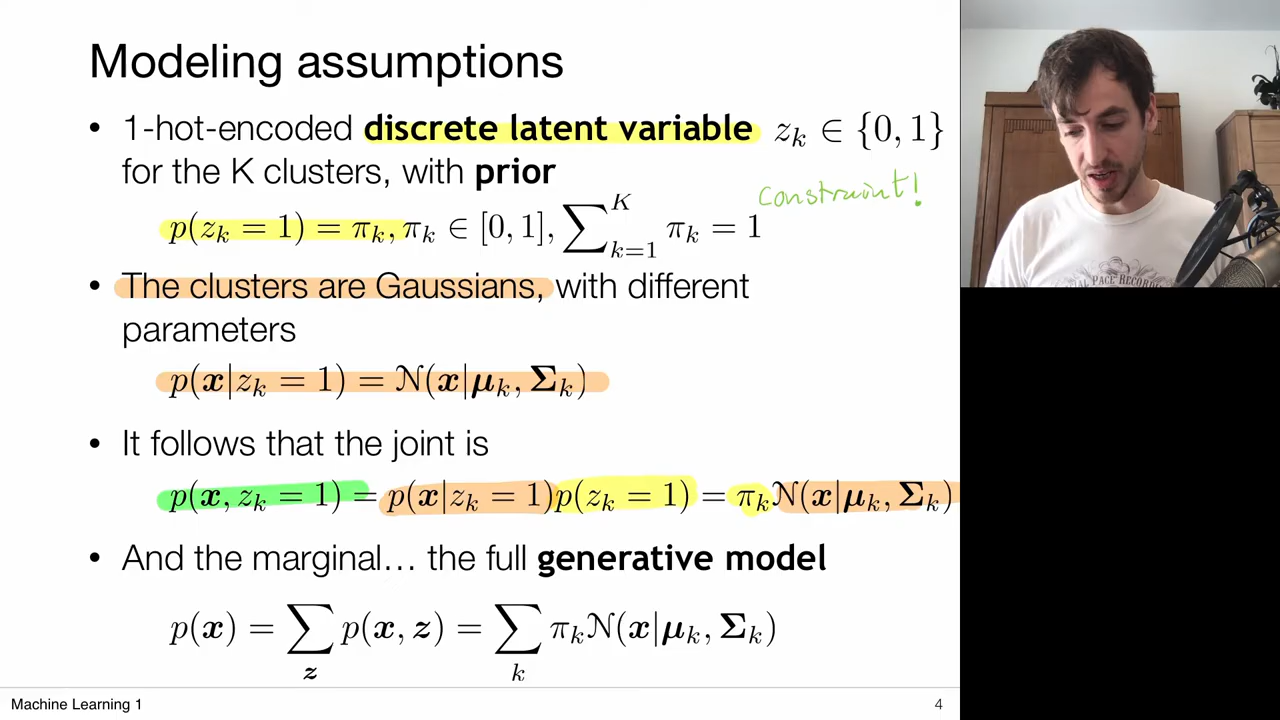 Modeling assumptions
• 1-hot-encoded discrete latent variable z_k ∈ {0, 1}
for the K clusters, with prior
constraint!
p(z_k = 1) = π_k, π_k ∈ [0, 1], ∑_{k=1}^{K} π_k = 1
• The clusters are Gaussians, with different
parameters
p(x|z_k = 1) = N(x|μ_k, Σ_k)
• It follows that the joint is
p(x, z_k = 1) = p(x|z_k = 1)p(z_k = 1) = π_k N(x|μ_k, Σ_k)
• And the marginal… the full generative model
p(x) = ∑_z p(x, z) = ∑_k π_k N(x|μ_k, Σ_k)
Machine Learning 1
4